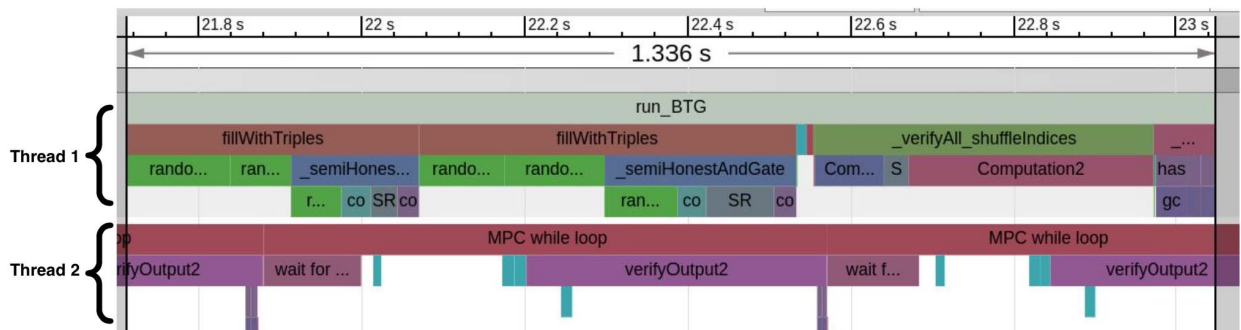 21.8 s 22 s 22.2 s 22.4 s 22.6 s 22.8 s 23 s
1.336 s
run_BTG
fillWithTriples fillWithTriples _verifyAll_shuffleIndices _...
Thread 1
rando... ran... _semiHones... rando... rando... _semiHonestAndGate Com... S Computation2 has
r... co SR co ran... co SR co gc
op MPC while loop MPC while loop
Thread 2
rifyOutput2 wait for ... verifyOutput2 wait f... verifyOutput2